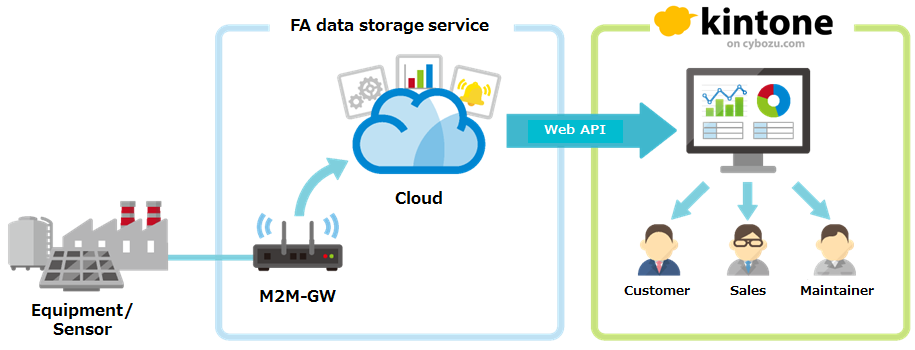 FA data storage service
kintone
on cybozu.com
Web API
Cloud
M2M-GW
Equipment/
Sensor
Customer
Sales
Maintainer